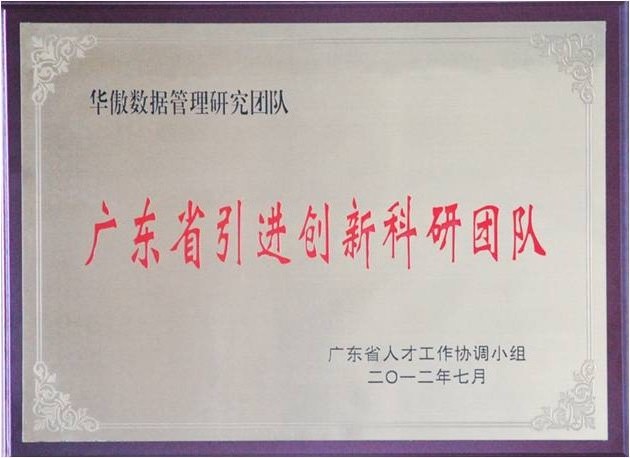 华傲数据管理研究团队
广东省引进创新科研团队
广东省人才工作协调小组
二〇一二年七月